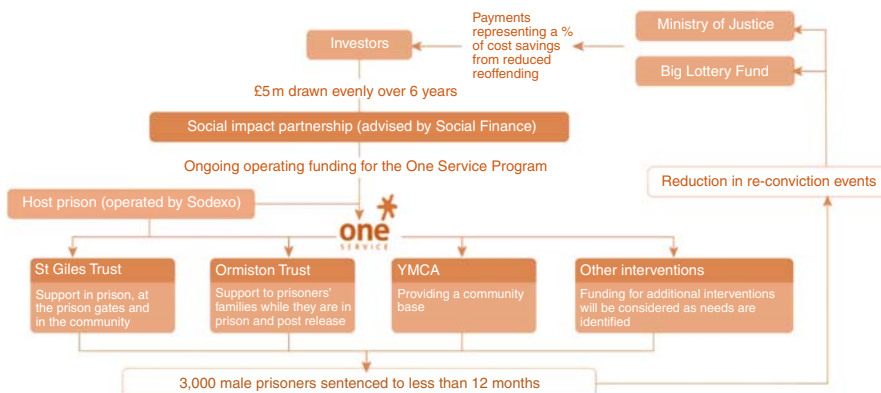 Investors
Payments
representing a %
of cost savings
from reduced
reoffending
Ministry of Justice
Big Lottery Fund
£5 m drawn evenly over 6 years
Social impact partnership (advised by Social Finance)
Ongoing operating funding for the One Service Program
Reduction in re-conviction events
Host prison (operated by Sodexo)
one
SERVICE
St Giles Trust
Support in prison, at
the prison gates and
in the community
Ormiston Trust
Support to prisoners'
families while they are in
prison and post release
YMCA
Providing a community
base
Other interventions
Funding for additional interventions
will be considered as needs are
identified
3,000 male prisoners sentenced to less than 12 months